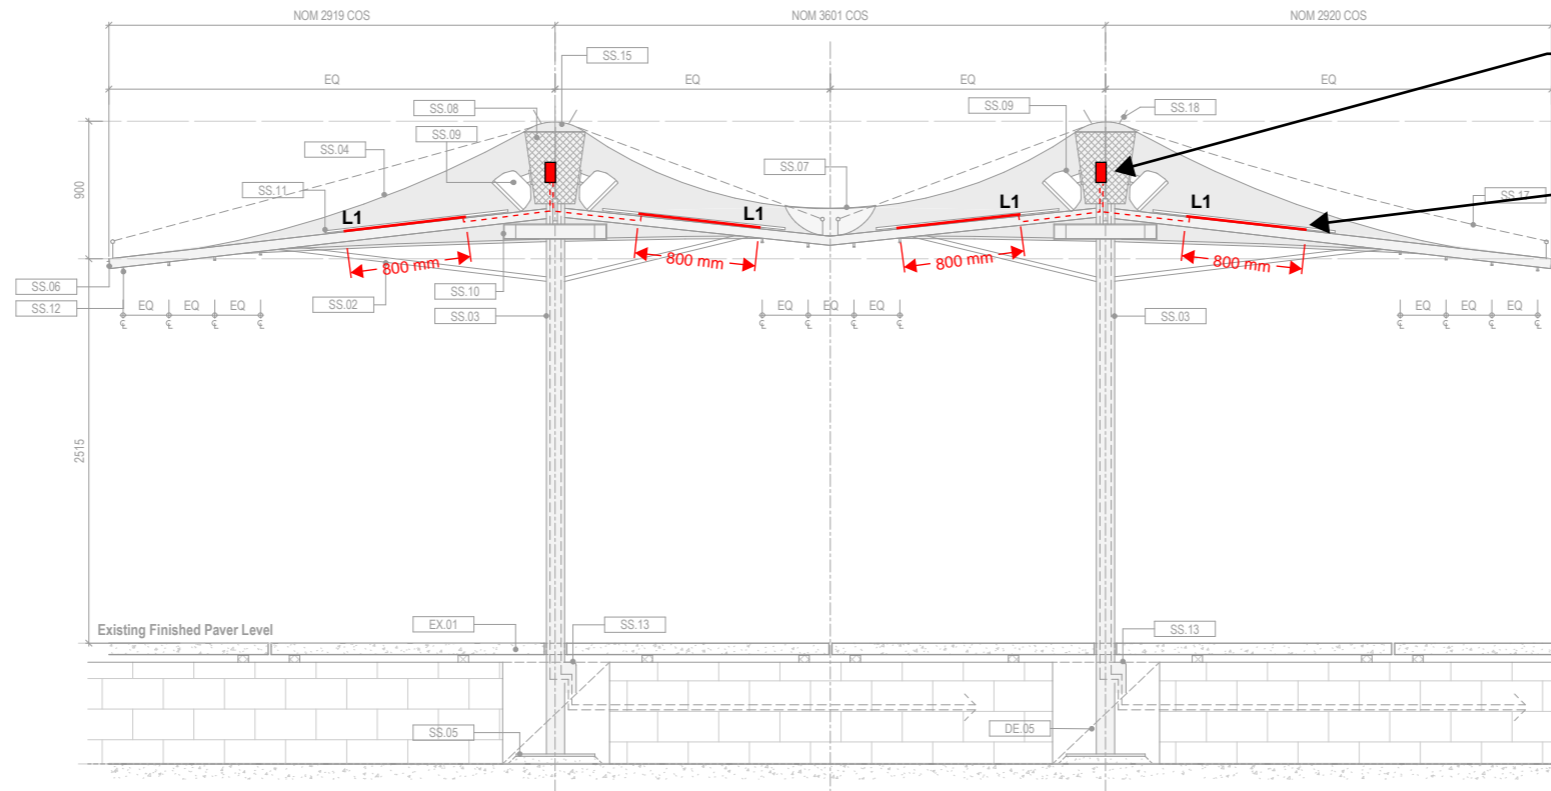 NOM 2919 COS
NOM 3601 COS
NOM 2920 COS
SS.15
EQ
EQ
EQ
EQ
SS.08
SS.09
SS.18
SS.09
SS.04
SS.07
900
SS.11
L1
L1
L1
L1
SS.17
800 mm
800 mm
800 mm
800 mm
SS.06
SS.12
SS.02
SS.10
EQ
EQ
EQ
EQ
EQ
EQ
EQ
EQ
EQ
SS.03
SS.03
2515
Existing Finished Paver Level
EX.01
SS.13
SS.13
SS.05
DE.05